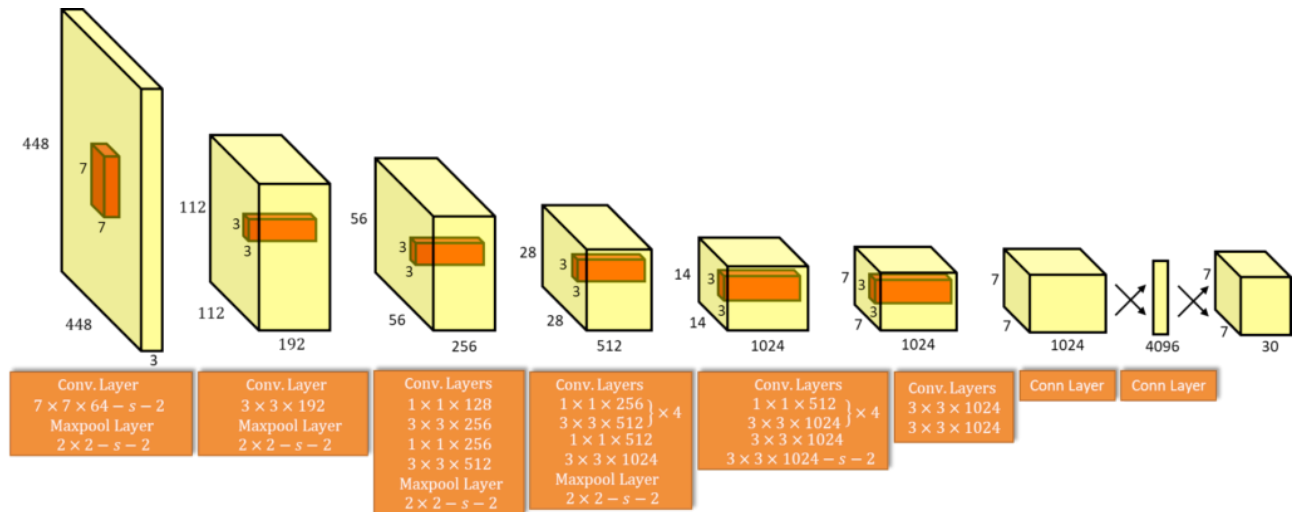 448
7
7
448
3
112
3
3
112
192
56
3
3
56
256
28
3
3
28
512
14
3
3
14
1024
7
3
3
7
1024
7
7
1024
4096
7
7
30
Conv. Layer
7 × 7 × 64 − s − 2
Maxpool Layer
2 × 2 − s − 2
Conv. Layer
3 × 3 × 192
Maxpool Layer
2 × 2 − s − 2
Conv. Layers
1 × 1 × 128
3 × 3 × 256
1 × 1 × 256
3 × 3 × 512
Maxpool Layer
2 × 2 − s − 2
Conv. Layers
1 × 1 × 256
3 × 3 × 512 } × 4
1 × 1 × 512
3 × 3 × 1024
Maxpool Layer
2 × 2 − s − 2
Conv. Layers
1 × 1 × 512
3 × 3 × 1024 } × 4
3 × 3 × 1024
3 × 3 × 1024 − s − 2
Conv. Layers
3 × 3 × 1024
3 × 3 × 1024
Conn Layer
Conn Layer